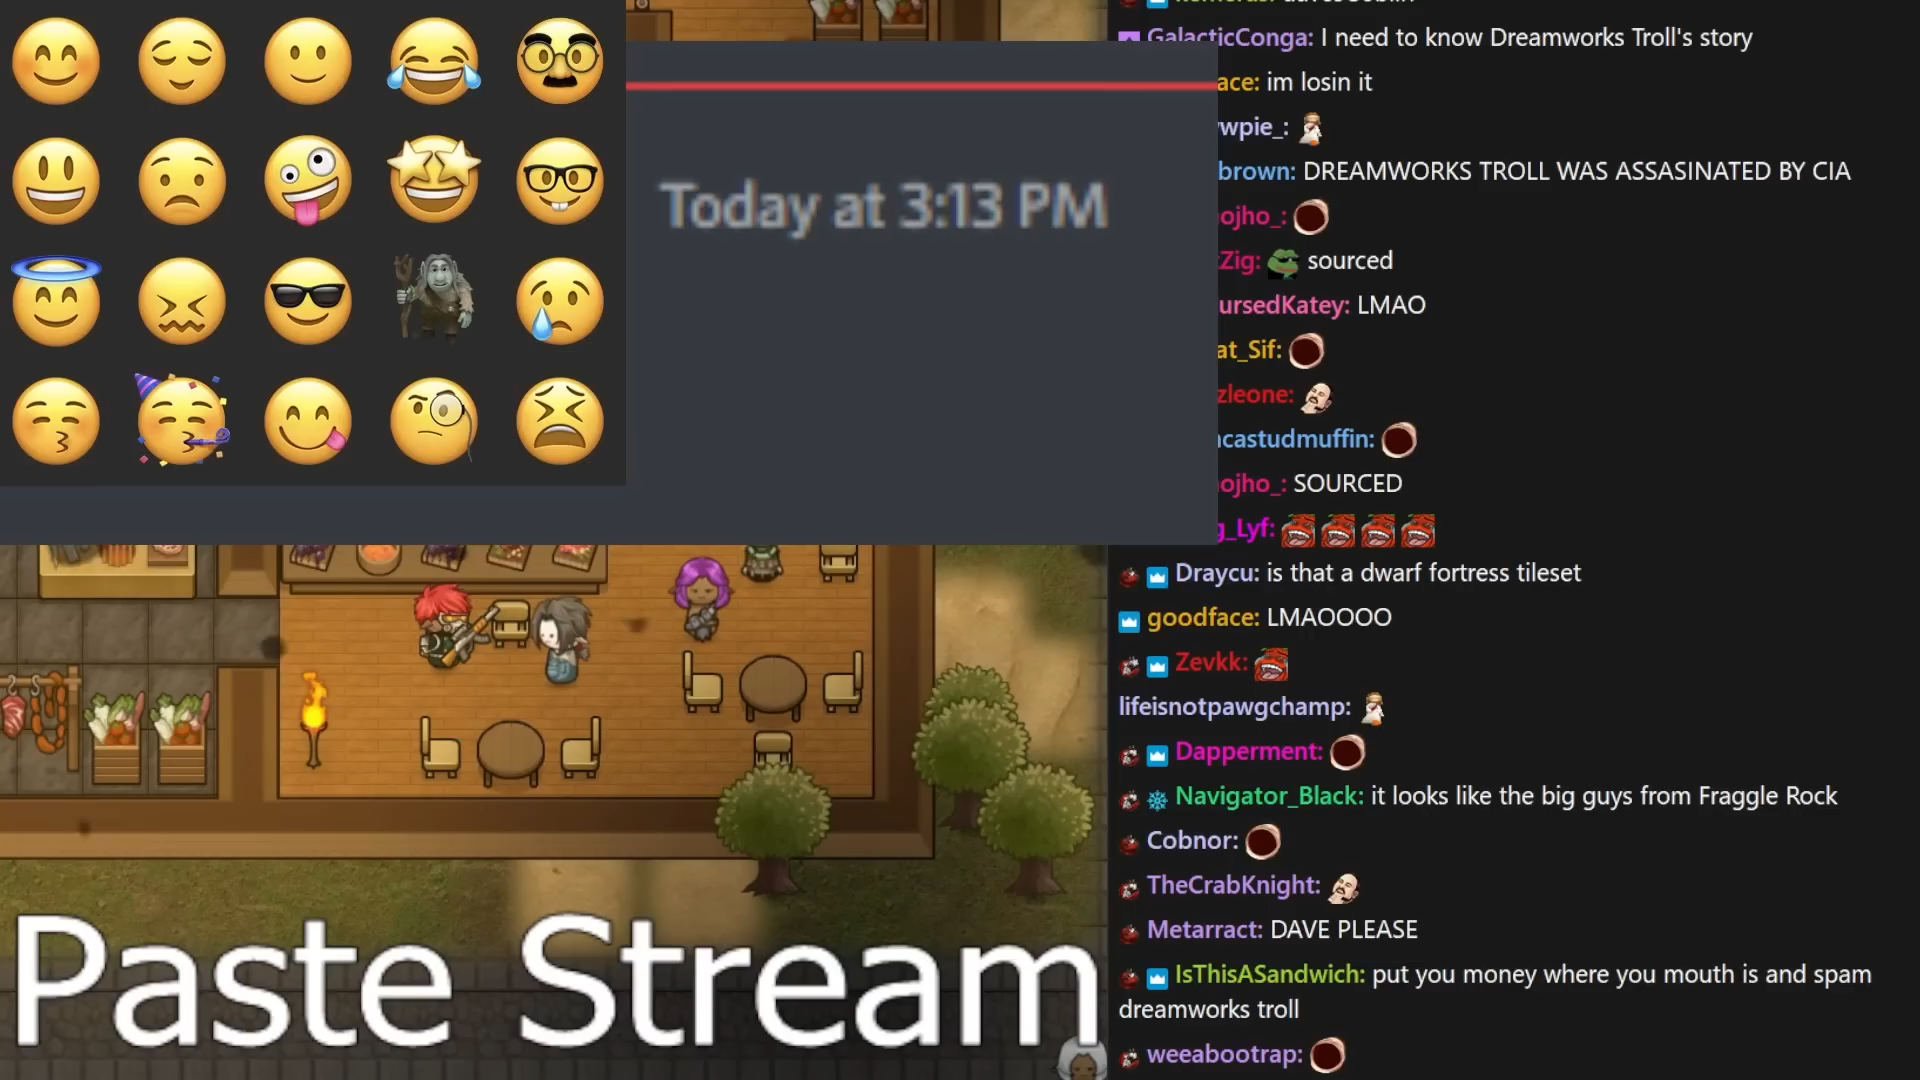 Today at 3:13 PM
Paste Stream
GalacticConga: I need to know Dreamworks Troll's story
ace: im losin it
wpie_:
brown: DREAMWORKS TROLL WAS ASSASINATED BY CIA
ojho_:
Zig: sourced
ursedKatey: LMAO
at_Sif:
zleone:
castudmuffin:
ojho_: SOURCED
g_Lyf:
Draycu: is that a dwarf fortress tileset
goodface: LMAOOOO
Zevkk:
lifeisnotpawgchamp:
Dapperment:
Navigator_Black: it looks like the big guys from Fraggle Rock
Cobnor:
TheCrabKnight:
Metarract: DAVE PLEASE
IsThisASandwich: put you money where you mouth is and spam
dreamworks troll
weeabootrap: